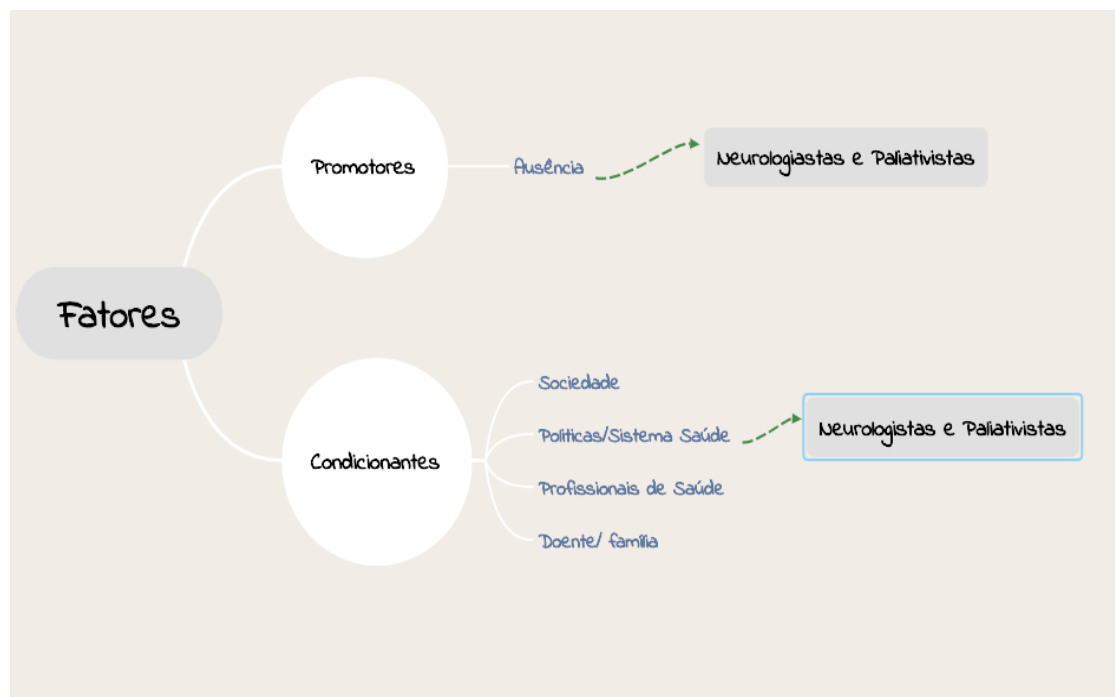 Fatores
Promotores
Ausência
Neurologiastas e Paliativistas
Condicionantes
Sociedade
Políticas/Sistema Saúde
Neurologistas e Paliativistas
Profissionais de Saúde
Doente/ família